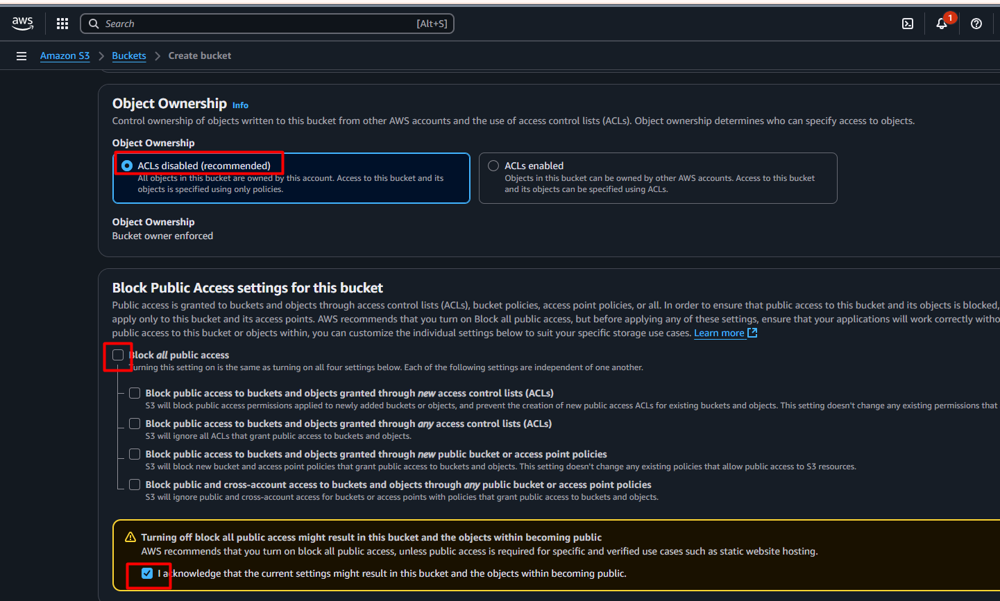 aws
Search
[Alt+S]
1
Amazon S3
Buckets
Create bucket
Object Ownership Info
Control ownership of objects written to this bucket from other AWS accounts and the use of access control lists (ACLs). Object ownership determines who can specify access to objects.
Object Ownership
ACLs disabled (recommended)
All objects in this bucket are owned by this account. Access to this bucket and its
objects is specified using only policies.
ACLs enabled
Objects in this bucket can be owned by other AWS accounts. Access to this bucket
and its objects can be specified using ACLs.
Object Ownership
Bucket owner enforced
Block Public Access settings for this bucket
Public access is granted to buckets and objects through access control lists (ACLs), bucket policies, access point policies, or all. In order to ensure that public access to this bucket and its objects is blocked,
apply only to this bucket and its access points. AWS recommends that you turn on Block all public access, but before applying any of these settings, ensure that your applications will work correctly witho
public access to this bucket or objects within, you can customize the individual settings below to suit your specific storage use cases. Learn more
Block all public access
Turning this setting on is the same as turning on all four settings below. Each of the following settings are independent of one another.
Block public access to buckets and objects granted through new access control lists (ACLs)
S3 will block public access permissions applied to newly added buckets or objects, and prevent the creation of new public access ACLs for existing buckets and objects. This setting doesn't change any existing permissions that
Block public access to buckets and objects granted through any access control lists (ACLs)
S3 will ignore all ACLs that grant public access to buckets and objects.
Block public access to buckets and objects granted through new public bucket or access point policies
S3 will block new bucket and access point policies that grant public access to buckets and objects. This setting doesn't change any existing policies that allow public access to S3 resources.
Block public and cross-account access to buckets and objects through any public bucket or access point policies
S3 will ignore public and cross-account access for buckets or access points with policies that grant public access to buckets and objects.
Turning off block all public access might result in this bucket and the objects within becoming public
AWS recommends that you turn on block all public access, unless public access is required for specific and verified use cases such as static website hosting.
I acknowledge that the current settings might result in this bucket and the objects within becoming public.